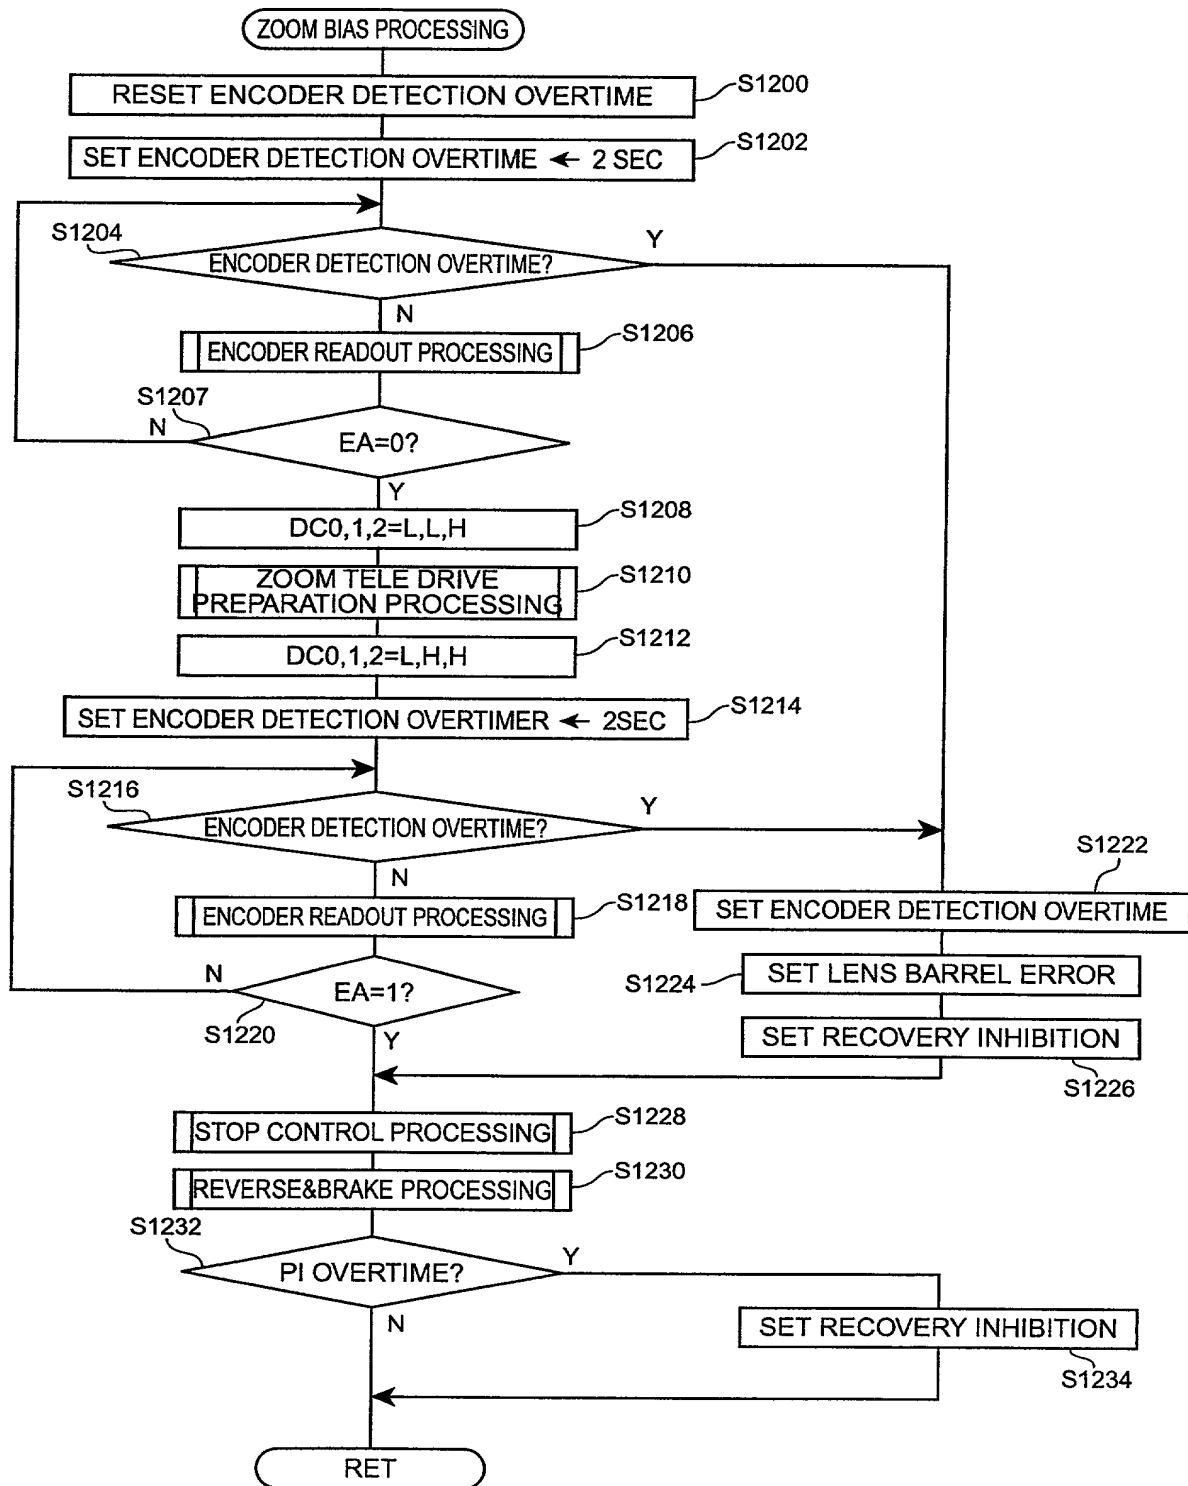 ZOOM BIAS PROCESSING
RESET ENCODER DETECTION OVERTIME
S1200
SET ENCODER DETECTION OVERTIME ← 2 SEC
S1202
S1204
ENCODER DETECTION OVERTIME?
Y
N
ENCODER READOUT PROCESSING
S1206
S1207
N
EA=0?
Y
DC0,1,2=L,L,H
S1208
ZOOM TELE DRIVE
PREPARATION PROCESSING
S1210
DC0,1,2=L,H,H
S1212
SET ENCODER DETECTION OVERTIMER ← 2SEC
S1214
S1216
ENCODER DETECTION OVERTIME?
Y
N
ENCODER READOUT PROCESSING
S1218
N
EA=1?
S1220
Y
S1222
SET ENCODER DETECTION OVERTIME
S1224
SET LENS BARREL ERROR
SET RECOVERY INHIBITION
S1226
STOP CONTROL PROCESSING
S1228
REVERSE&BRAKE PROCESSING
S1230
S1232
PI OVERTIME?
Y
N
SET RECOVERY INHIBITION
S1234
RET